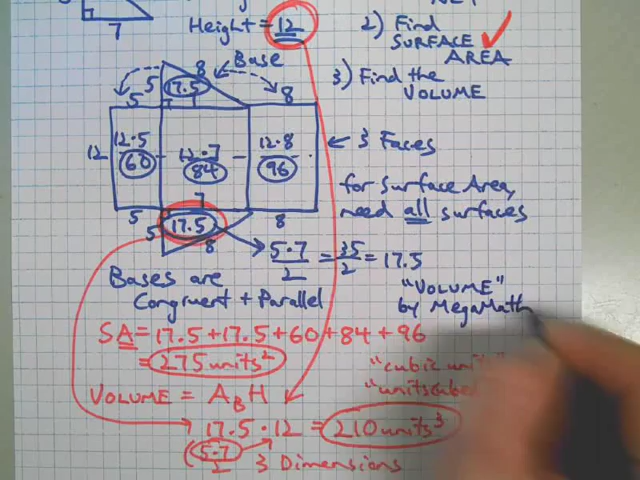 NET
7
Height = 12
2) Find
SURFACE
AREA
3) Find the
VOLUME
8
Base
5
17.5
5
7
8
12
12.5
60
12.7
84
12.8
96
3 Faces
7
for Surface Area,
need all surfaces
5
5
17.5
8
8
5.7/2 = 35/2 = 17.5
Bases are
Congruent + Parallel
"VOLUME"
by MegaMath
SA = 17.5+17.5+60+84+96
= 275 units²
"cubic units"
"units cubed
VOLUME = A_B H
17.5 · 12 = 210 units³
(5.7/2 3 Dimensions